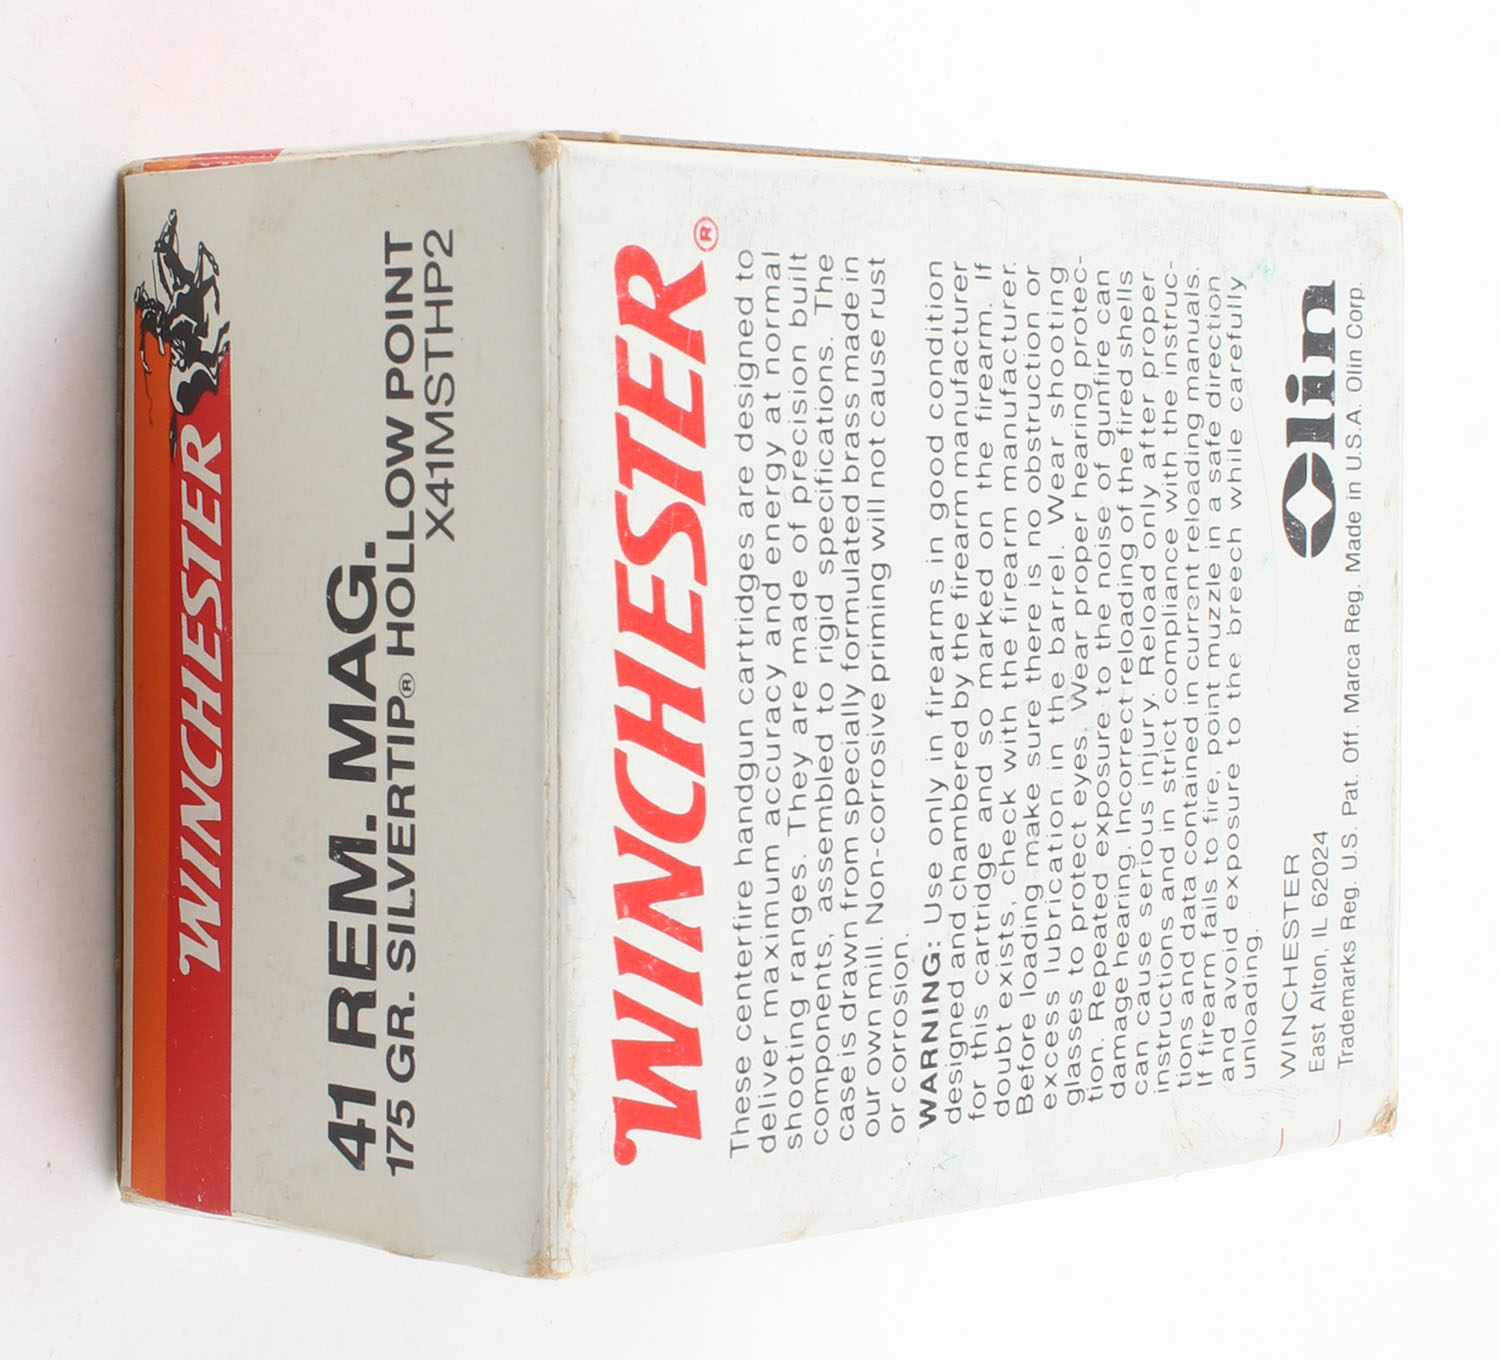 WINCHESTER
41 REM. MAG.
175 GR. SILVERTIP® HOLLOW POINT
X41MSTHP2
WINCHESTER®
These centerfire handgun cartridges are designed to
deliver maximum accuracy and energy at normal
shooting ranges. They are made of precision built
components, assembled to rigid specifications. The
case is drawn from specially formulated brass made in
our own mill. Non-corrosive priming will not cause rust
or corrosion.
WARNING: Use only in firearms in good condition
designed and chambered by the firearm manufacturer
for this cartridge and so marked on the firearm. If
doubt exists, check with the firearm manufacturer.
Before loading make sure there is no obstruction or
excess lubrication in the barrel. Wear shooting
glasses to protect eyes. Wear proper hearing protec-
tion. Repeated exposure to the noise of gunfire can
damage hearing. Incorrect reloading of the fired shells
can cause serious injury. Reload only after proper
instructions and in strict compliance with the instruc-
tions and data contained in current reloading manuals.
If firearm fails to fire, point muzzle in a safe direction
and avoid exposure to the breech while carefully
unloading.
WINCHESTER
East Alton, IL 62024
Olin
Trademarks Reg. U.S. Pat. Off. Marca Reg. Made in U.S.A. Olin Corp.